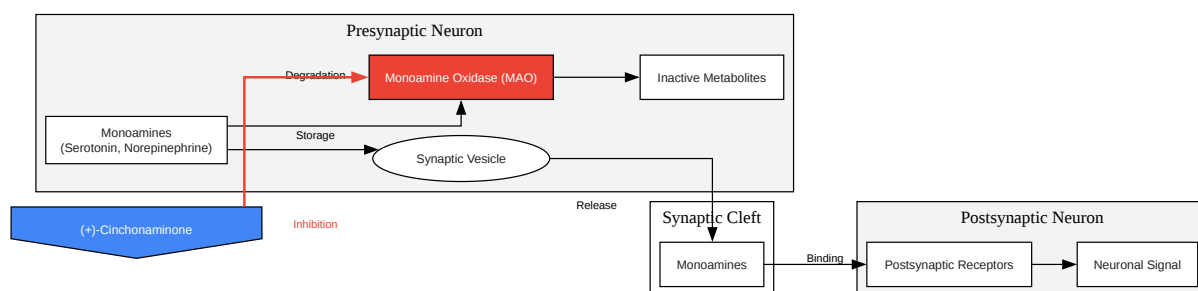 Presynaptic Neuron
Degradation
Monoamine Oxidase (MAO)
Inactive Metabolites
Monoamines
(Serotonin, Norepinephrine)
Storage
Synaptic Vesicle
Release
(+)-Cinchonaminone
Inhibition
Synaptic Cleft
Monoamines
Binding
Postsynaptic Neuron
Postsynaptic Receptors
Neuronal Signal